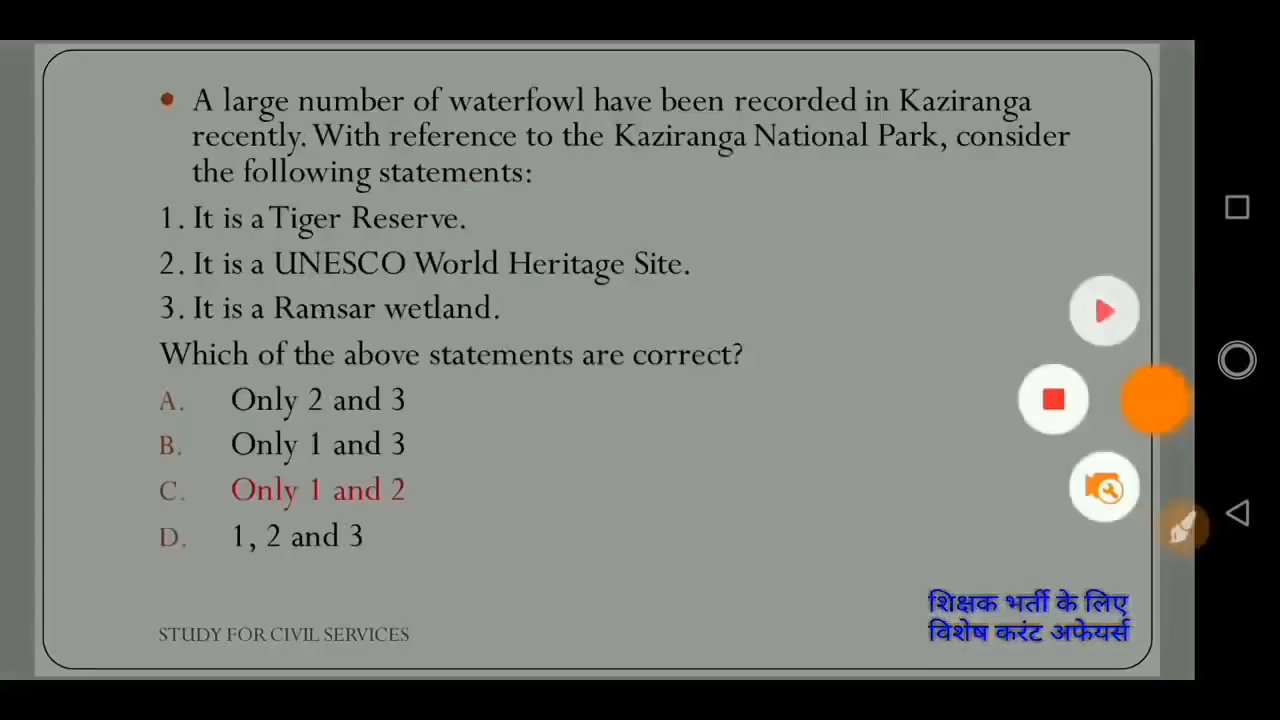 • A large number of waterfowl have been recorded in Kaziranga
recently. With reference to the Kaziranga National Park, consider
the following statements:
1. It is a Tiger Reserve.
2. It is a UNESCO World Heritage Site.
3. It is a Ramsar wetland.
Which of the above statements are correct?
A. Only 2 and 3
B. Only 1 and 3
C. Only 1 and 2
D. 1, 2 and 3
शिक्षक भर्ती के लिए
विशेष करंट अफेयर्स
STUDY FOR CIVIL SERVICES